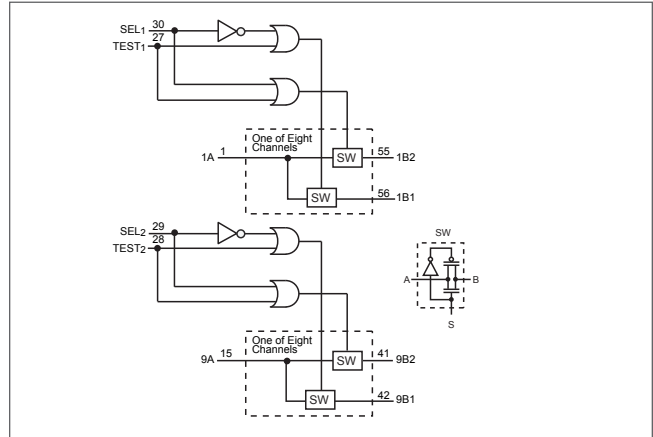 SEL1 30
TEST1 27
One of Eight
Channels
1A 1
SW 55 1B2
SW 56 1B1
SEL2 29
TEST2 28
SW
A B
S
One of Eight
Channels
9A 15
SW 41 9B2
SW 42 9B1